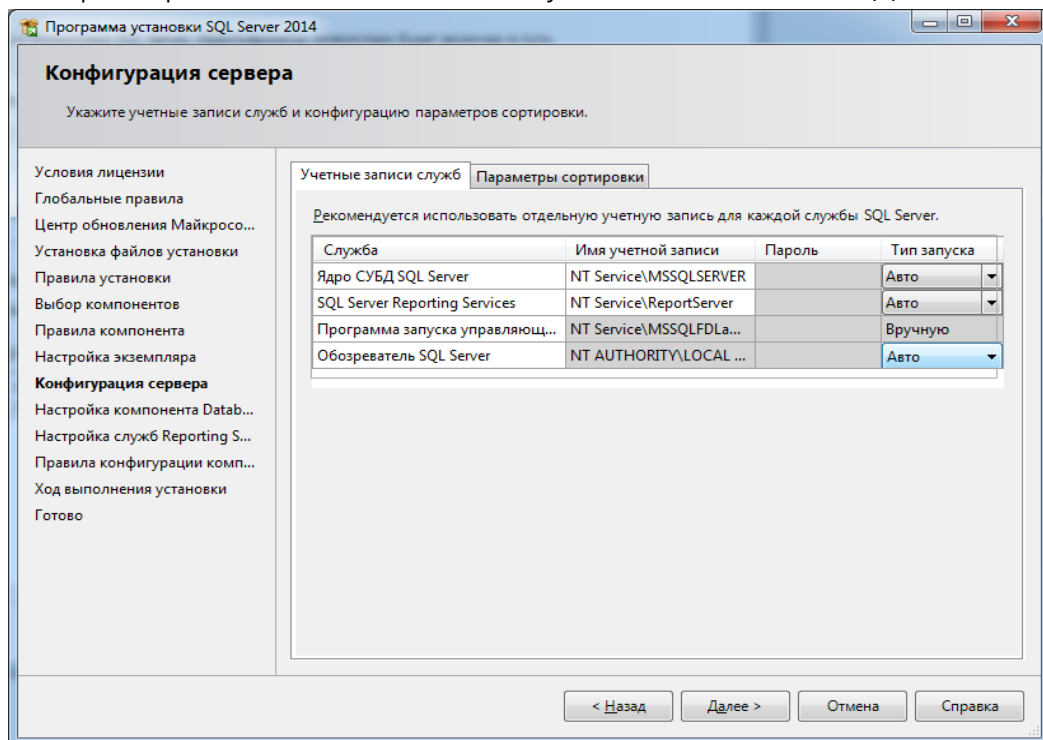 Программа установки SQL Server 2014
Конфигурация сервера
Укажите учетные записи служб и конфигурацию параметров сортировки.
Условия лицензии
Глобальные правила
Центр обновления Майкросо...
Установка файлов установки
Правила установки
Выбор компонентов
Правила компонента
Настройка экземпляра
Конфигурация сервера
Настройка компонента Datab...
Настройка служб Reporting S...
Правила конфигурации комп...
Ход выполнения установки
Готово
Учетные записи служб Параметры сортировки
Рекомендуется использовать отдельную учетную запись для каждой службы SQL Server.
Служба Имя учетной записи Пароль Тип запуска
Ядро СУБД SQL Server NT Service\MSSQLSERVER Авто
SQL Server Reporting Services NT Service\ReportServer Авто
Программа запуска управляющ... NT Service\MSSQLFDLa... Вручную
Обозреватель SQL Server NT AUTHORITY\LOCAL ... Авто
< Назад Далее > Отмена Справка